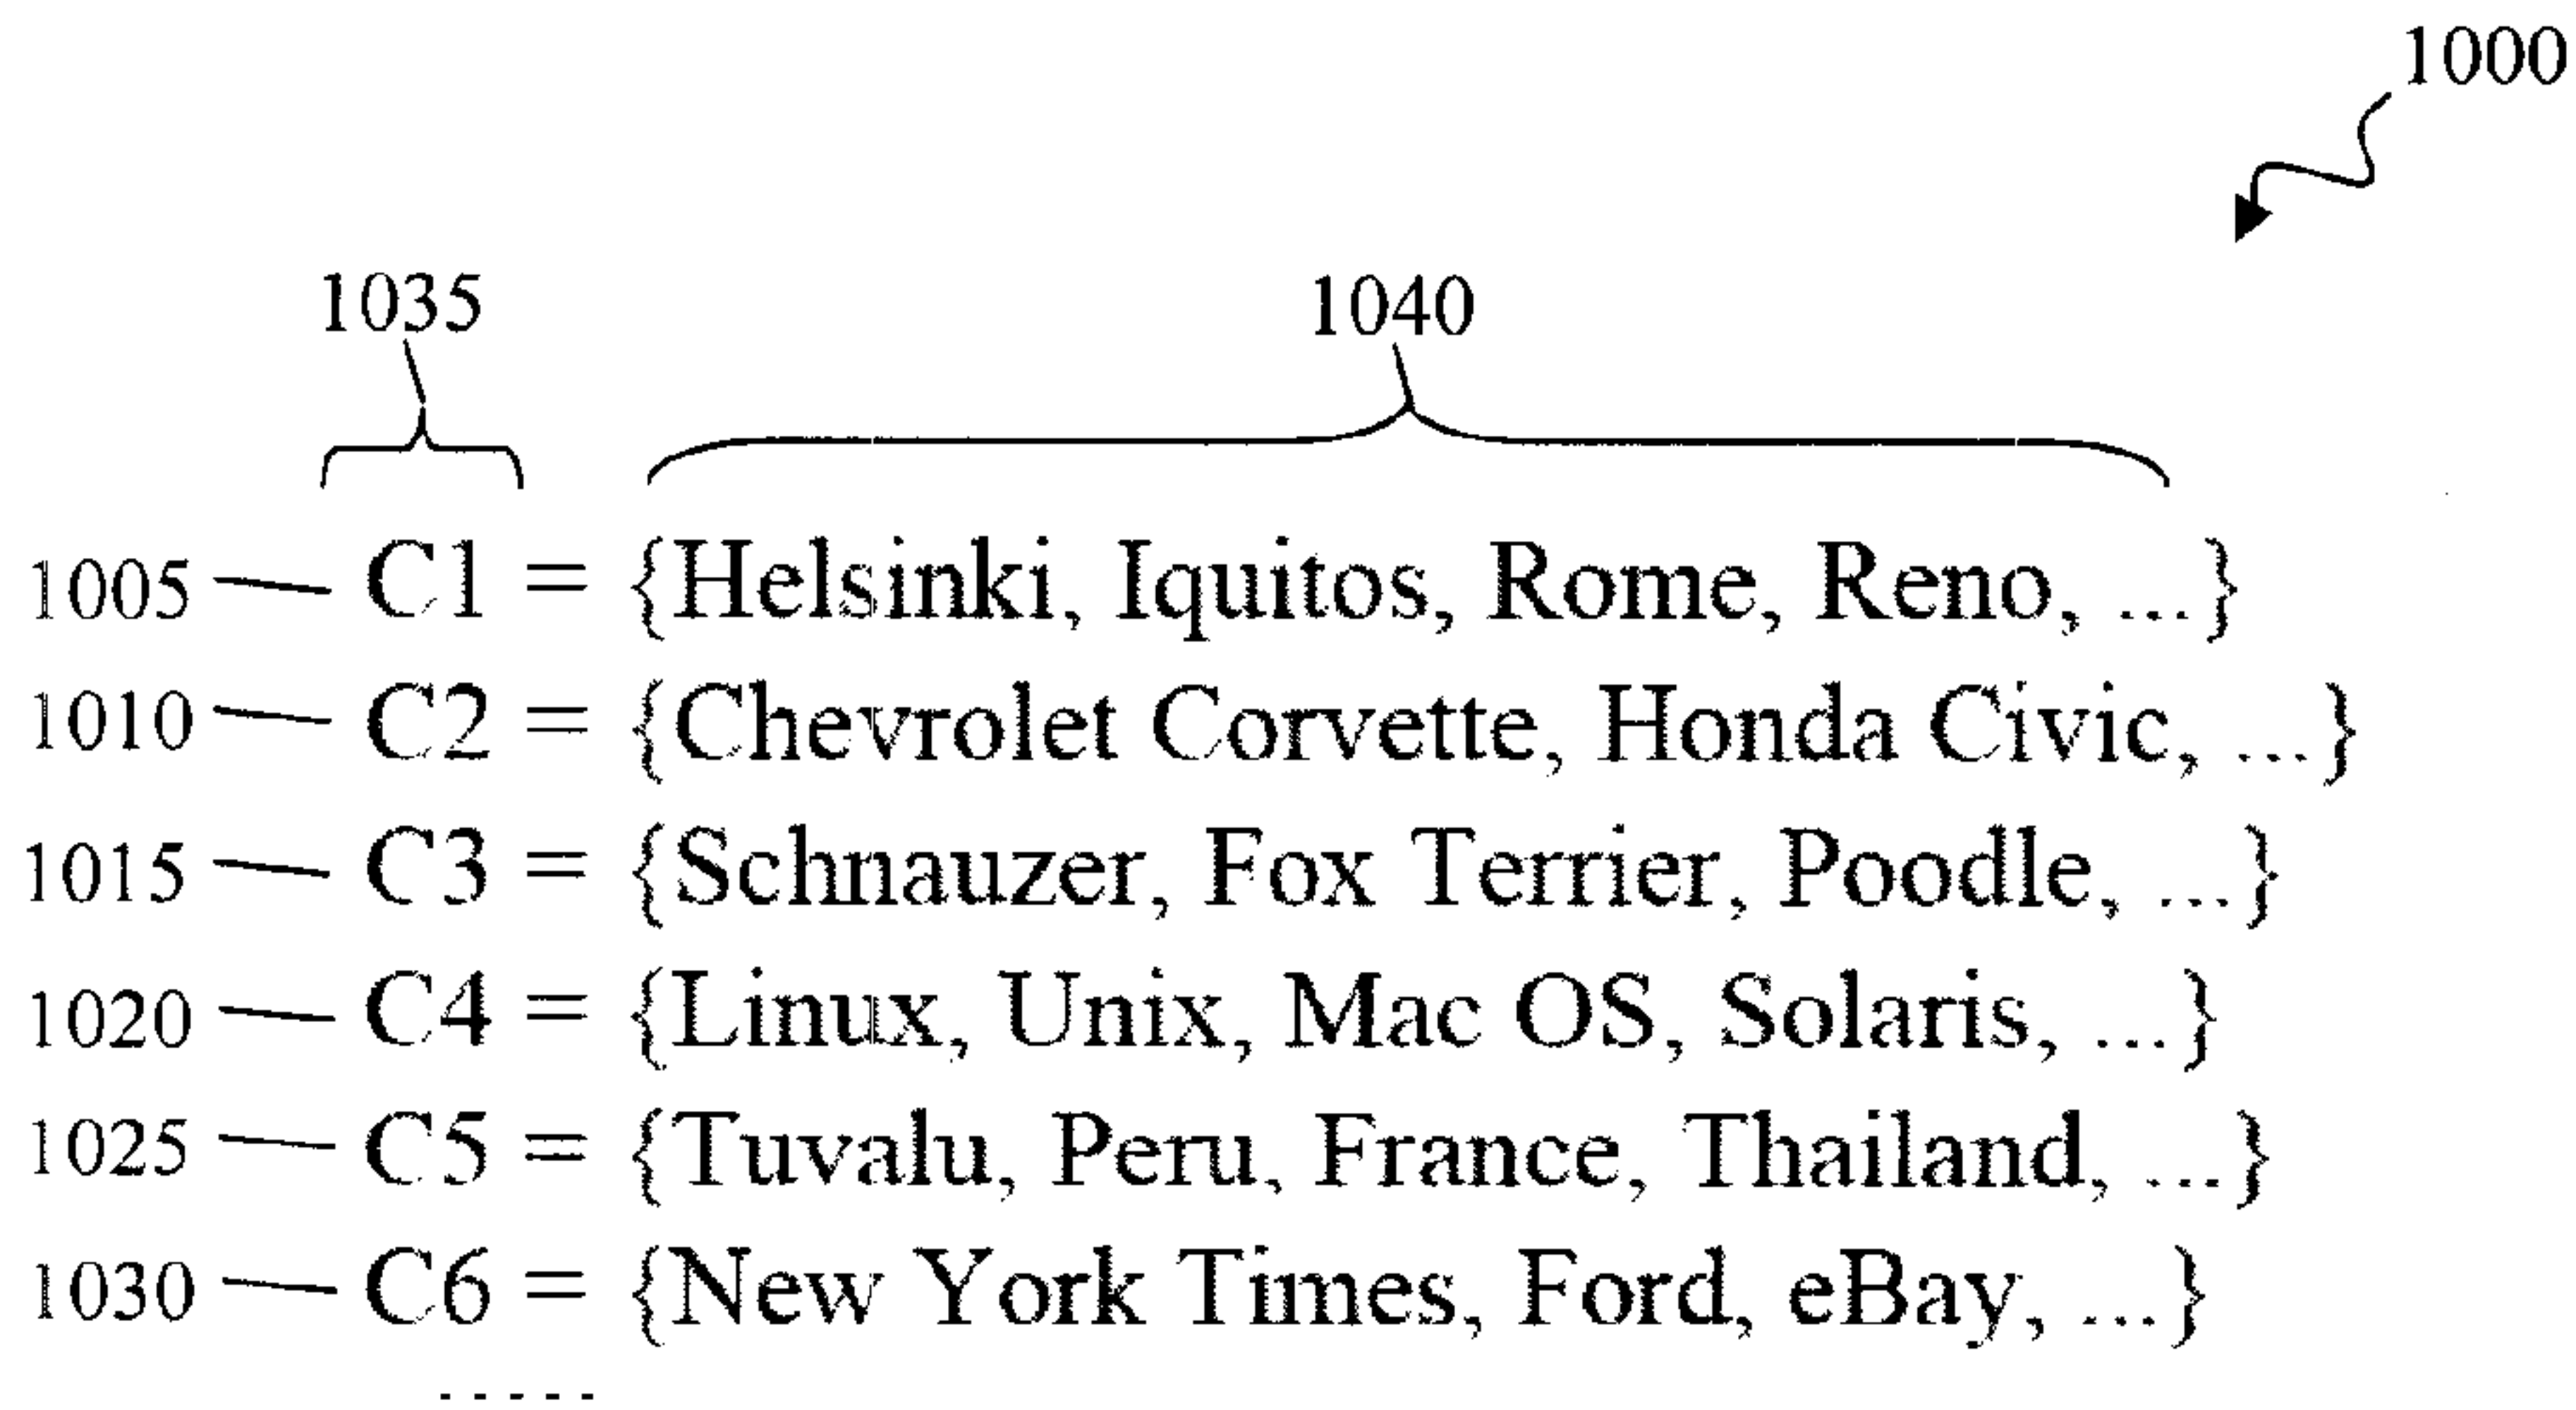 1000
1035 1040
1005 C1 = {Helsinki, Iquitos, Rome, Reno, ...}
1010 C2 = {Chevrolet Corvette, Honda Civic, ...}
1015 C3 = {Schnauzer, Fox Terrier, Poodle, ...}
1020 C4 = {Linux, Unix, Mac OS, Solaris, ...}
1025 C5 = {Tuvalu, Peru, France, Thailand, ...}
1030 C6 = {New York Times, Ford, eBay, ...}
.....